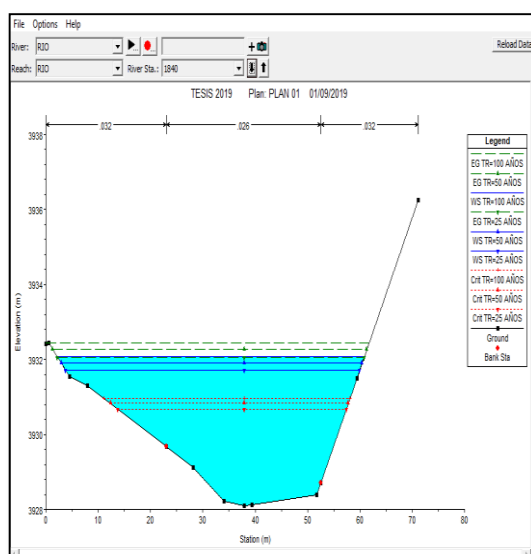 File Options Help
River: RIO
Reload Data
Reach: RIO River Sta.: 1840
TESIS 2019 Plan: PLAN 01 01/09/2019
.032 .026 .032
Legend
EG TR=100 AÑOS
EG TR=50 AÑOS
WS TR=100 AÑOS
EG TR=25 AÑOS
WS TR=50 AÑOS
WS TR=25 AÑOS
Crit TR=100 AÑOS
Crit TR=50 AÑOS
Crit TR=25 AÑOS
Ground
Bank Sta
Elevation (m)
3938
3936
3934
3932
3930
3928
0 10 20 30 40 50 60 70 80
Station (m)